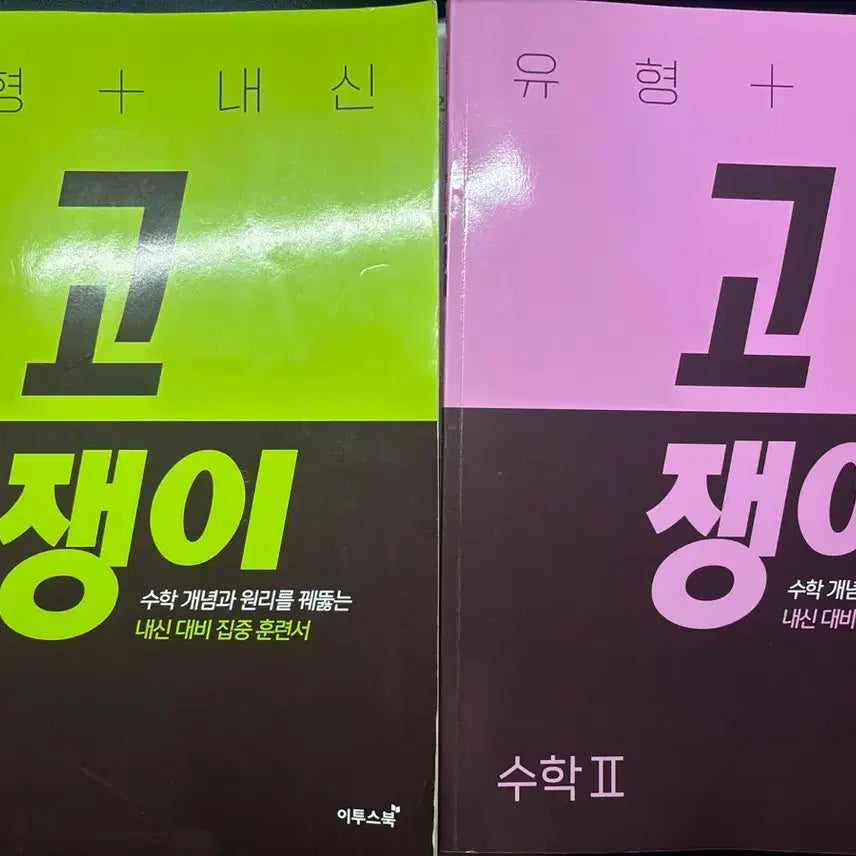 형 + 내 신
고
쟁이
수학 개념과 원리를 꿰뚫는
내신 대비 집중 훈련서
이투스북
유 형 +
고
쟁이
수학 개념
내신 대비
수학 II